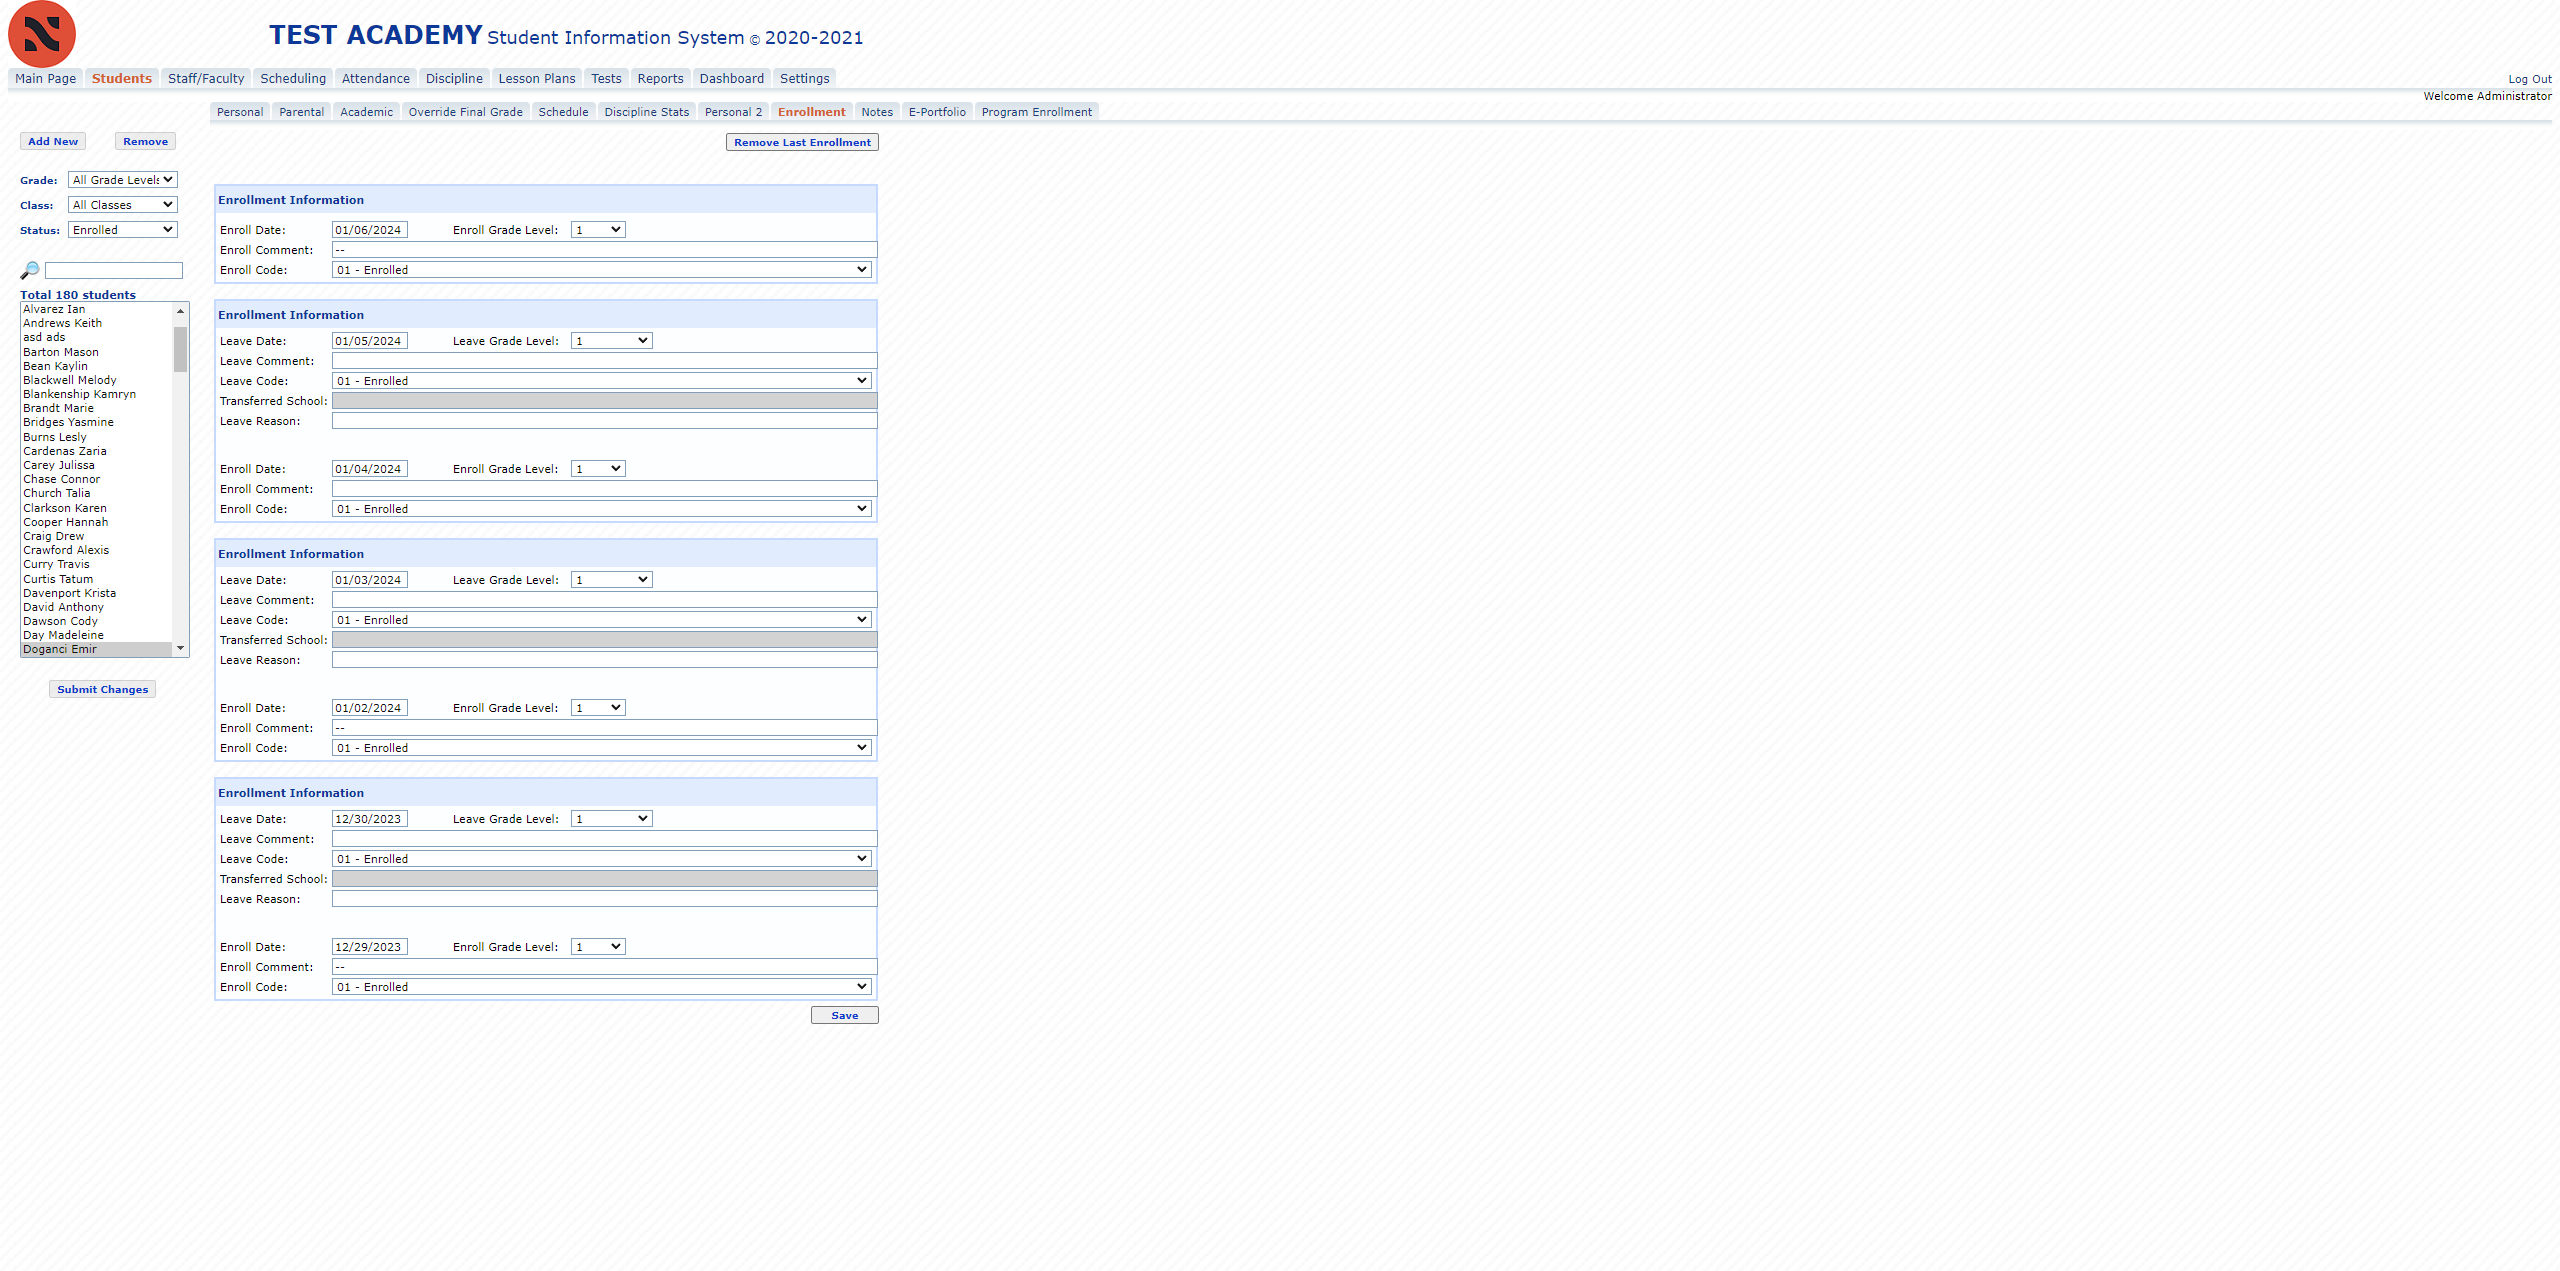 TEST ACADEMY Student Information System © 2020-2021
Main Page Students Staff/Faculty Scheduling Attendance Discipline Lesson Plans Tests Reports Dashboard Settings Log Out
Welcome Administrator
Personal Parental Academic Override Final Grade Schedule Discipline Stats Personal 2 Enrollment Notes E-Portfolio Program Enrollment
Add New Remove
Grade: All Grade Levels
Class: All Classes
Status: Enrolled
Total 180 students
Alvarez Ian
Andrews Keith
asd ads
Barton Mason
Bean Kaylin
Blackwell Melody
Blankenship Kamryn
Brandt Marie
Bridges Yasmine
Burns Lesly
Cardenas Zaria
Carey Julissa
Chase Connor
Church Talia
Clarkson Karen
Cooper Hannah
Craig Drew
Crawford Alexis
Curry Travis
Curtis Tatum
Davenport Krista
David Anthony
Dawson Cody
Day Madeleine
Doganci Emir
Submit Changes
Remove Last Enrollment
Enrollment Information
Enroll Date: 01/06/2024 Enroll Grade Level: 1
Enroll Comment: --
Enroll Code: 01 - Enrolled
Enrollment Information
Leave Date: 01/05/2024 Leave Grade Level: 1
Leave Comment:
Leave Code: 01 - Enrolled
Transferred School:
Leave Reason:
Enroll Date: 01/04/2024 Enroll Grade Level: 1
Enroll Comment:
Enroll Code: 01 - Enrolled
Enrollment Information
Leave Date: 01/03/2024 Leave Grade Level: 1
Leave Comment:
Leave Code: 01 - Enrolled
Transferred School:
Leave Reason:
Enroll Date: 01/02/2024 Enroll Grade Level: 1
Enroll Comment: --
Enroll Code: 01 - Enrolled
Enrollment Information
Leave Date: 12/30/2023 Leave Grade Level: 1
Leave Comment:
Leave Code: 01 - Enrolled
Transferred School:
Leave Reason:
Enroll Date: 12/29/2023 Enroll Grade Level: 1
Enroll Comment: --
Enroll Code: 01 - Enrolled
Save